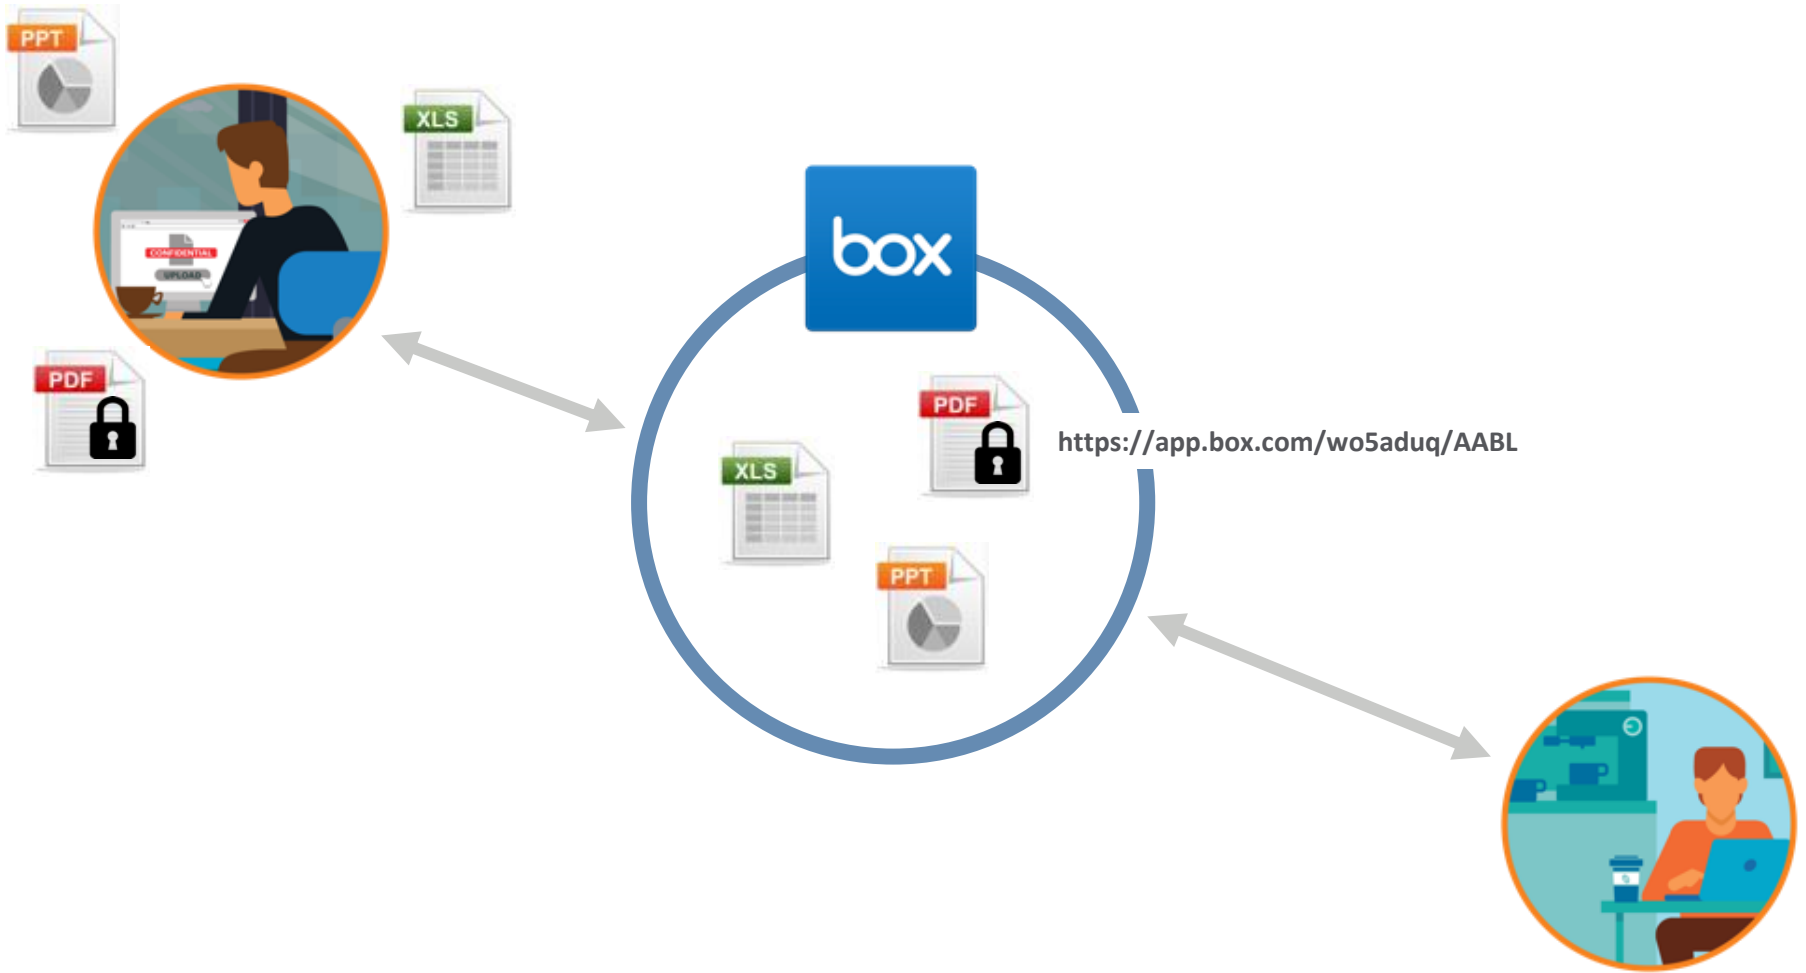 PPT
XLS
CONFIDENTIAL
UPLOAD
box
PDF
PDF
https://app.box.com/wo5aduq/AABL
XLS
PPT